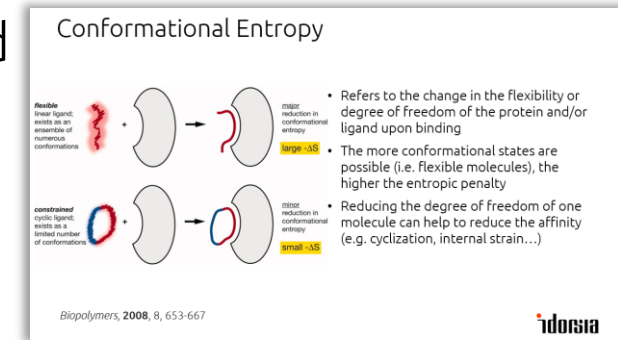 Conformational Entropy
flexible
linear ligand;
exists as an
ensemble of
numerous
conformations
+
major
reduction in
conformational
entropy
large -ΔS
constrained
cyclic ligand;
exists as a
limited number
of conformations
+
minor
reduction in
conformational
entropy
small -ΔS
• Refers to the change in the flexibility or
degree of freedom of the protein and/or
ligand upon binding
• The more conformational states are
possible (i.e. flexible molecules), the
higher the entropic penalty
• Reducing the degree of freedom of one
molecule can help to reduce the affinity
(e.g. cyclization, internal strain…)
Biopolymers, 2008, 8, 653-667
idorsia